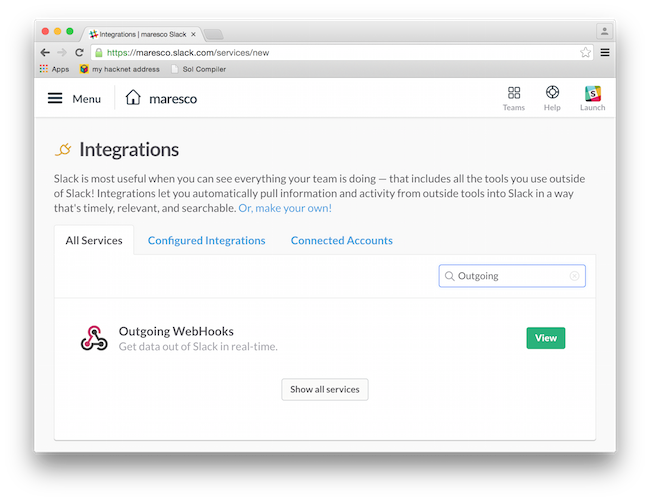 Integrations | maresco Slack
https://maresco.slack.com/services/new
Apps my hacknet address Sol Compiler
Menu maresco Teams Help Launch
Integrations
Slack is most useful when you can see everything your team is doing — that includes all the tools you use outside
of Slack! Integrations let you automatically pull information and activity from outside tools into Slack in a way
that's timely, relevant, and searchable. Or, make your own!
All Services Configured Integrations Connected Accounts
Outgoing
Outgoing WebHooks
Get data out of Slack in real-time.
View
Show all services